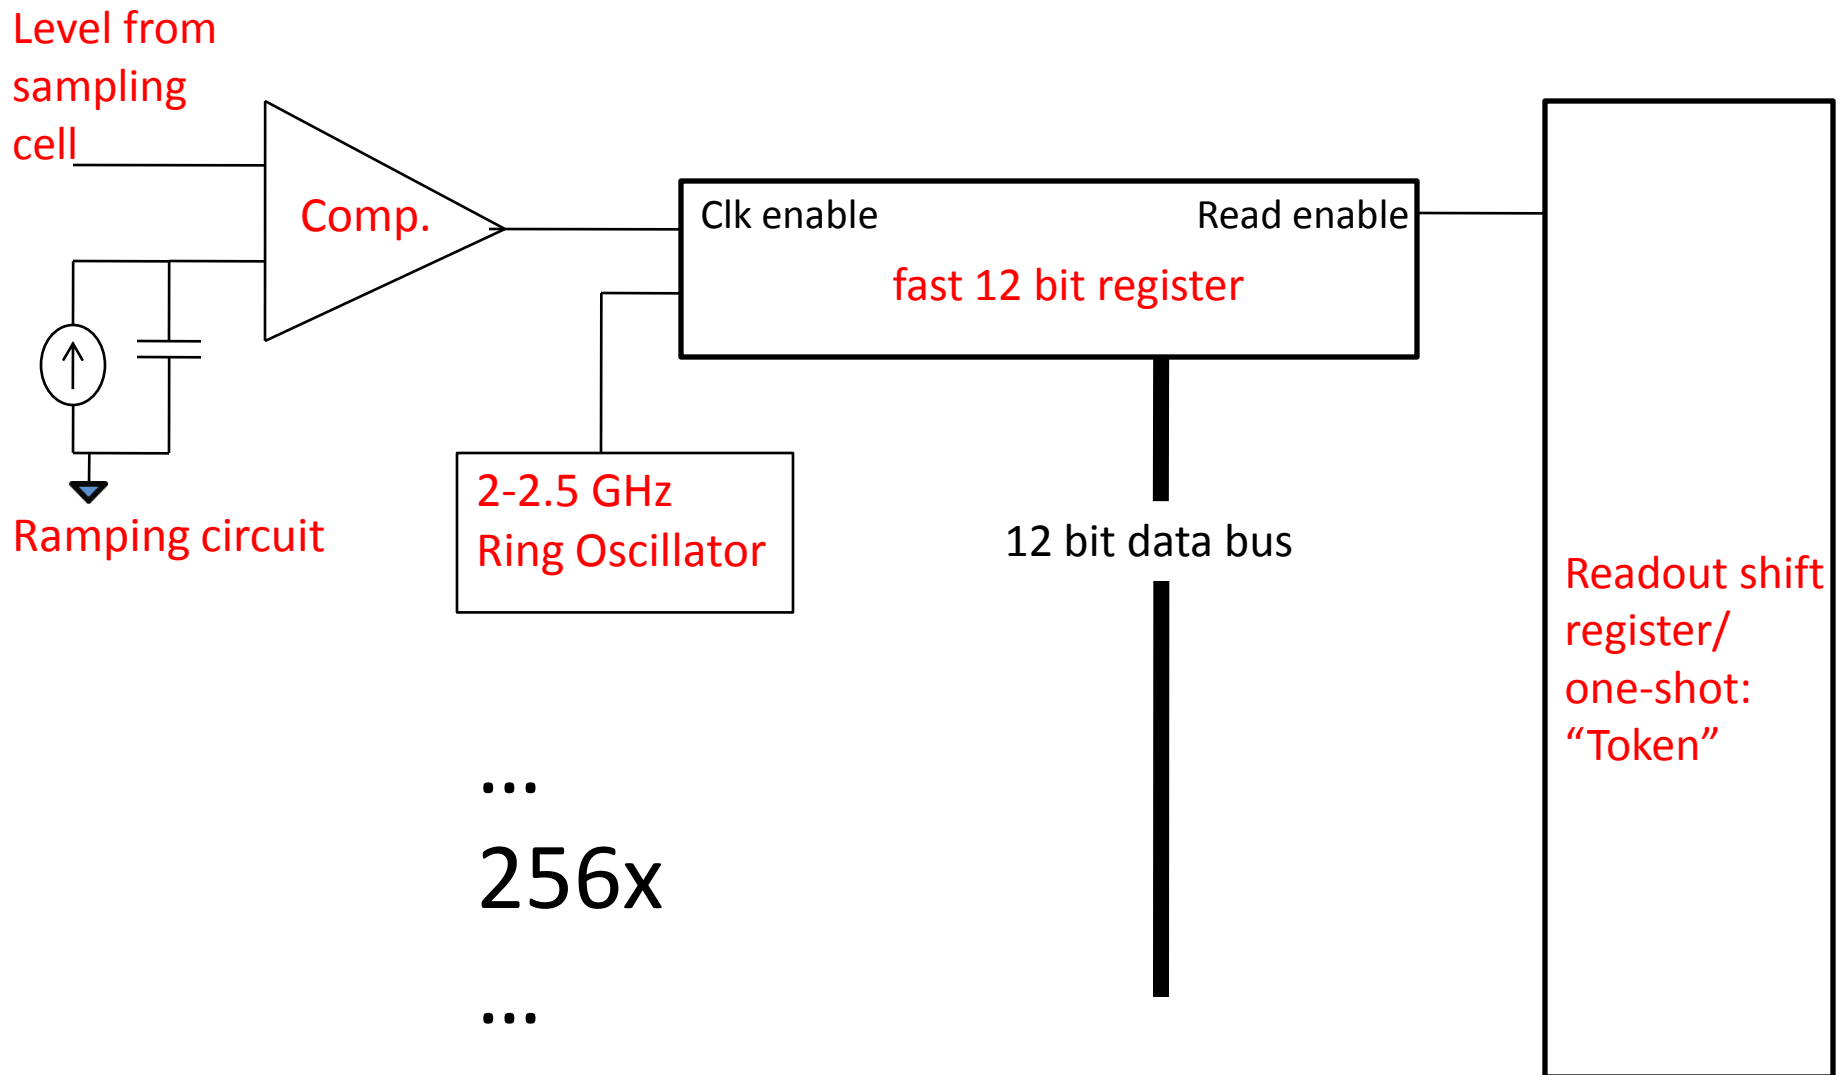 Level from
sampling
cell
Comp.
Clk enable
Read enable
fast 12 bit register
Ramping circuit
2-2.5 GHz
Ring Oscillator
12 bit data bus
Readout shift
register/
one-shot:
“Token”
...
256x
...